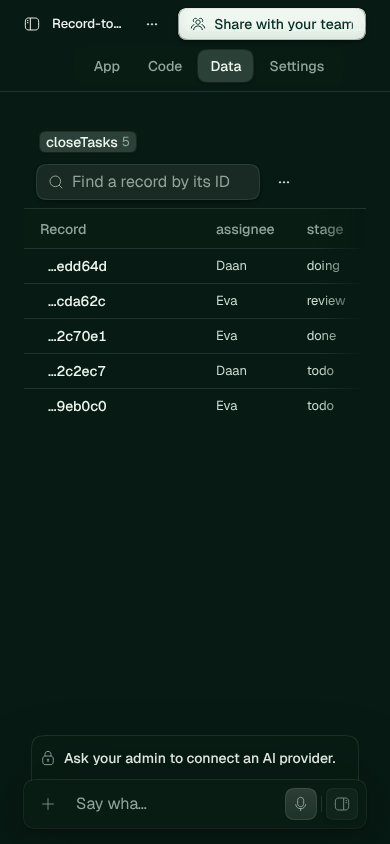 Record-to...
Share with your team
App Code Data Settings
closeTasks 5
Find a record by its ID
Record assignee stage
...edd64d Daan doing
...cda62c Eva review
...2c70e1 Eva done
...2c2ec7 Daan todo
...9eb0c0 Eva todo
Ask your admin to connect an AI provider.
Say wha...